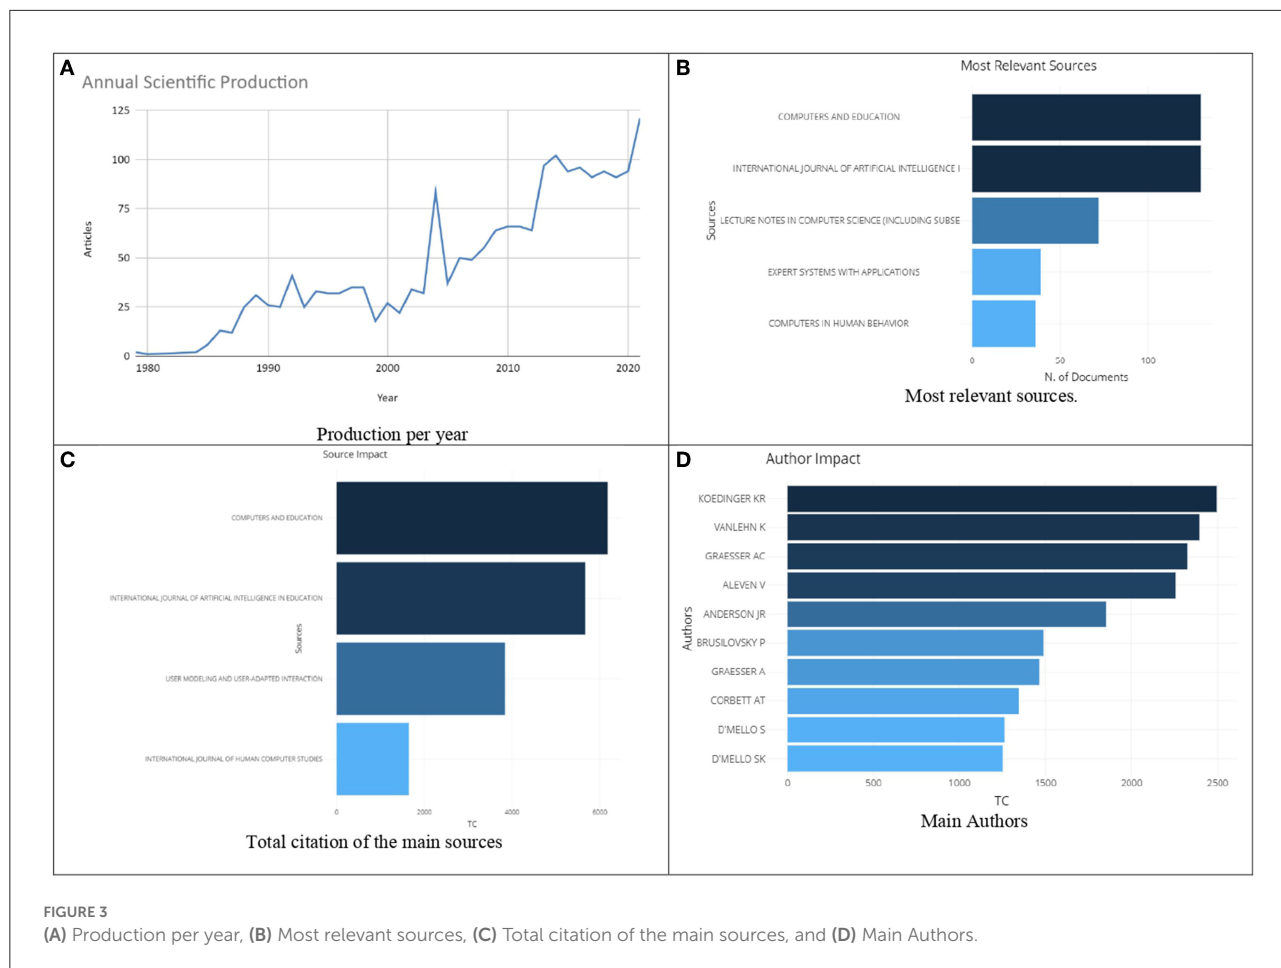 A
Annual Scientific Production
125
100
75
50
25
0
Articles
1980 1990 2000 2010 2020
Year
Production per year
B
Most Relevant Sources
Sources
COMPUTERS AND EDUCATION
INTERNATIONAL JOURNAL OF ARTIFICIAL INTELLIGENCE I
LECTURE NOTES IN COMPUTER SCIENCE (INCLUDING SUBSE
EXPERT SYSTEMS WITH APPLICATIONS
COMPUTERS IN HUMAN BEHAVIOR
0 50 100
N. of Documents
Most relevant sources.
C
Source Impact
COMPUTERS AND EDUCATION
INTERNATIONAL JOURNAL OF ARTIFICIAL INTELLIGENCE IN EDUCATION
Sources
USER MODELING AND USER-ADAPTED INTERACTION
INTERNATIONAL JOURNAL OF HUMAN COMPUTER STUDIES
0 2000 4000 6000
TC
Total citation of the main sources
D
Author Impact
KOEDINGER KR
VANLEHN K
GRAESSER AC
ALEVEN V
ANDERSON JR
Authors
BRUSILOVSKY P
GRAESSER A
CORBETT AT
D'MELLO S
D'MELLO SK
0 500 1000 1500 2000 2500
TC
Main Authors
FIGURE 3
(A) Production per year, (B) Most relevant sources, (C) Total citation of the main sources, and (D) Main Authors.